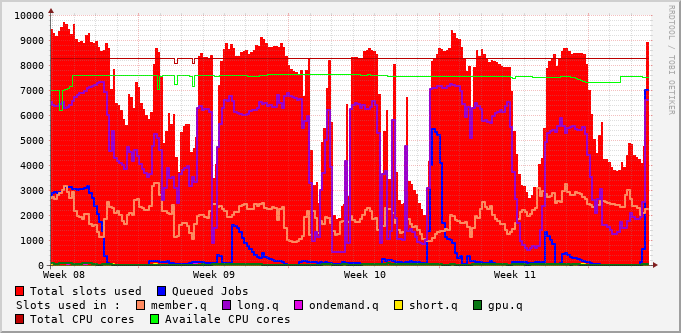 10000
9000
8000
7000
6000
5000
4000
3000
2000
1000
0
Week 08 Week 09 Week 10 Week 11
Total slots used Queued Jobs
Slots used in : member.q long.q ondemand.q short.q gpu.q
Total CPU cores Availale CPU cores
RRDTOOL / TOBI OETIKER